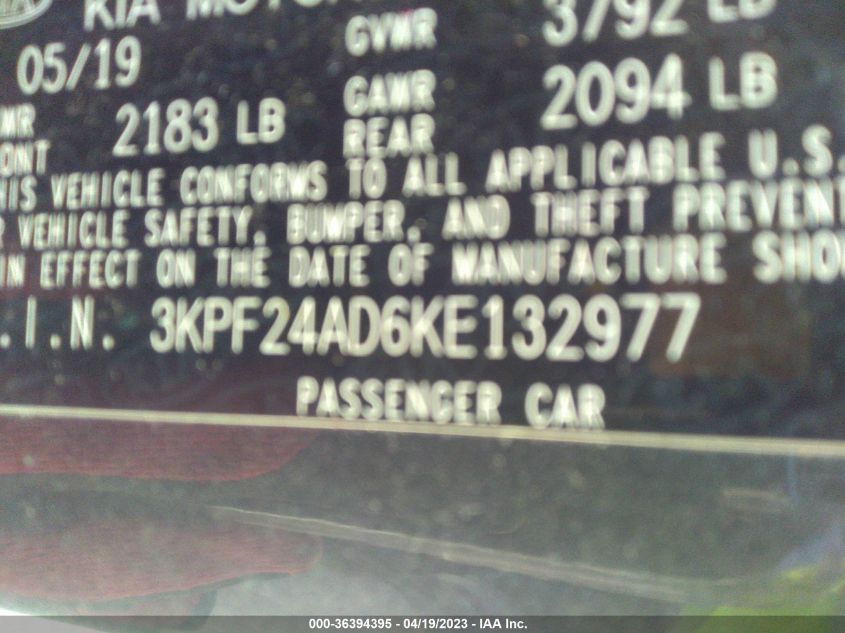 KIA MOTOR
05/19
GVWR 3792 LB
2183 LB
GAWR
REAR 2094 LB
ONT
THIS VEHICLE CONFORMS TO ALL APPLICABLE U.S.
VEHICLE SAFETY, BUMPER, AND THEFT PREVENT
IN EFFECT ON THE DATE OF MANUFACTURE SHO
.I.N. 3KPF24AD6KE132977
PASSENGER CAR
000-36394395 - 04/19/2023 - IAA Inc.